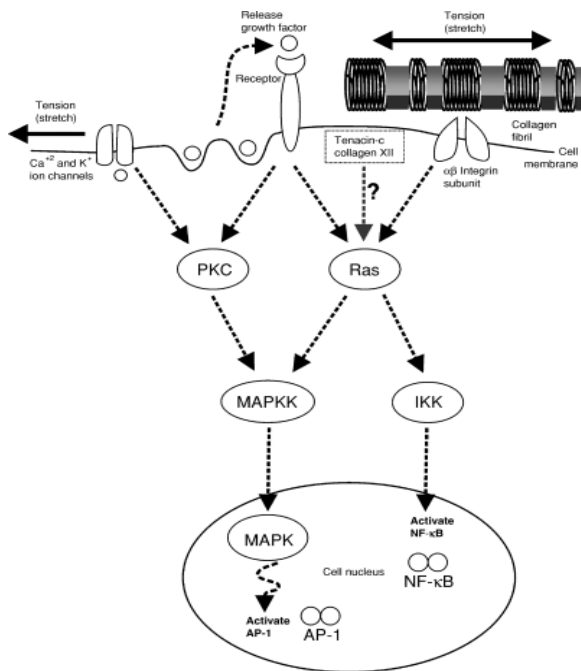 Release growth factor
Tension
(stretch)
Receptor
Tension
(stretch)
Ca+2 and K+
ion channels
Tenacin-c
collagen XII
Collagen
fibril
Cell
membrane
αβ Integrin
subunit
?
PKC
Ras
MAPKK
IKK
Activate
NF-κB
MAPK
Cell nucleus
NF-κB
Activate
AP-1
AP-1